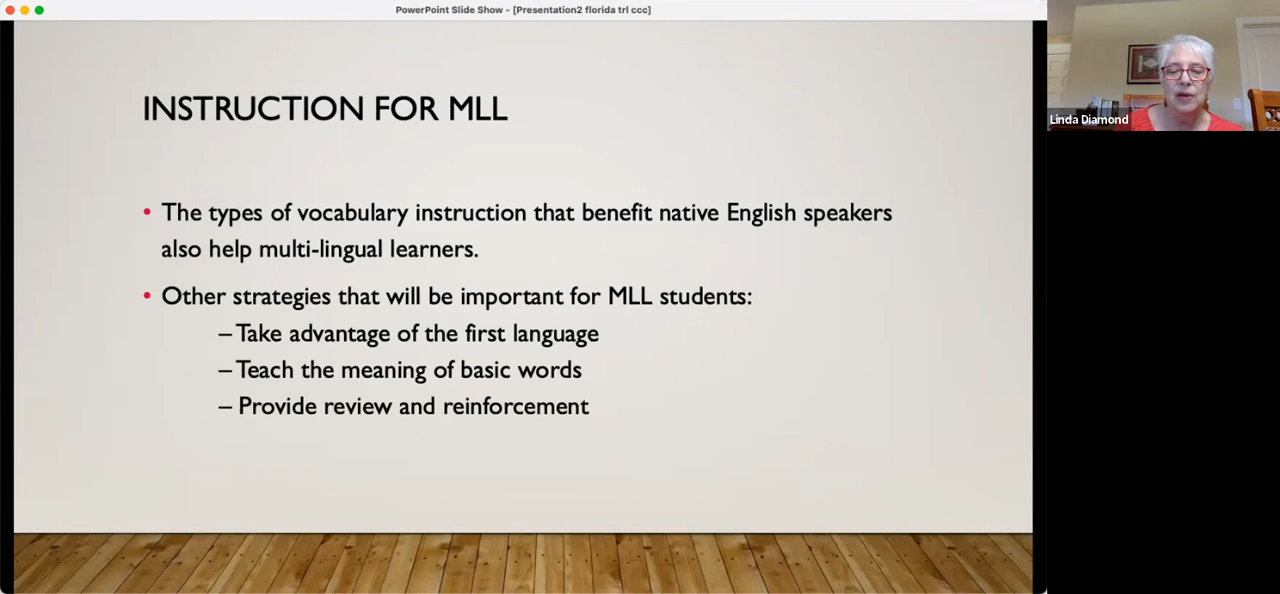 PowerPoint Slide Show - [Presentation2 florida trl ccc]
INSTRUCTION FOR MLL
• The types of vocabulary instruction that benefit native English speakers
also help multi-lingual learners.
• Other strategies that will be important for MLL students:
– Take advantage of the first language
– Teach the meaning of basic words
– Provide review and reinforcement
Linda Diamond